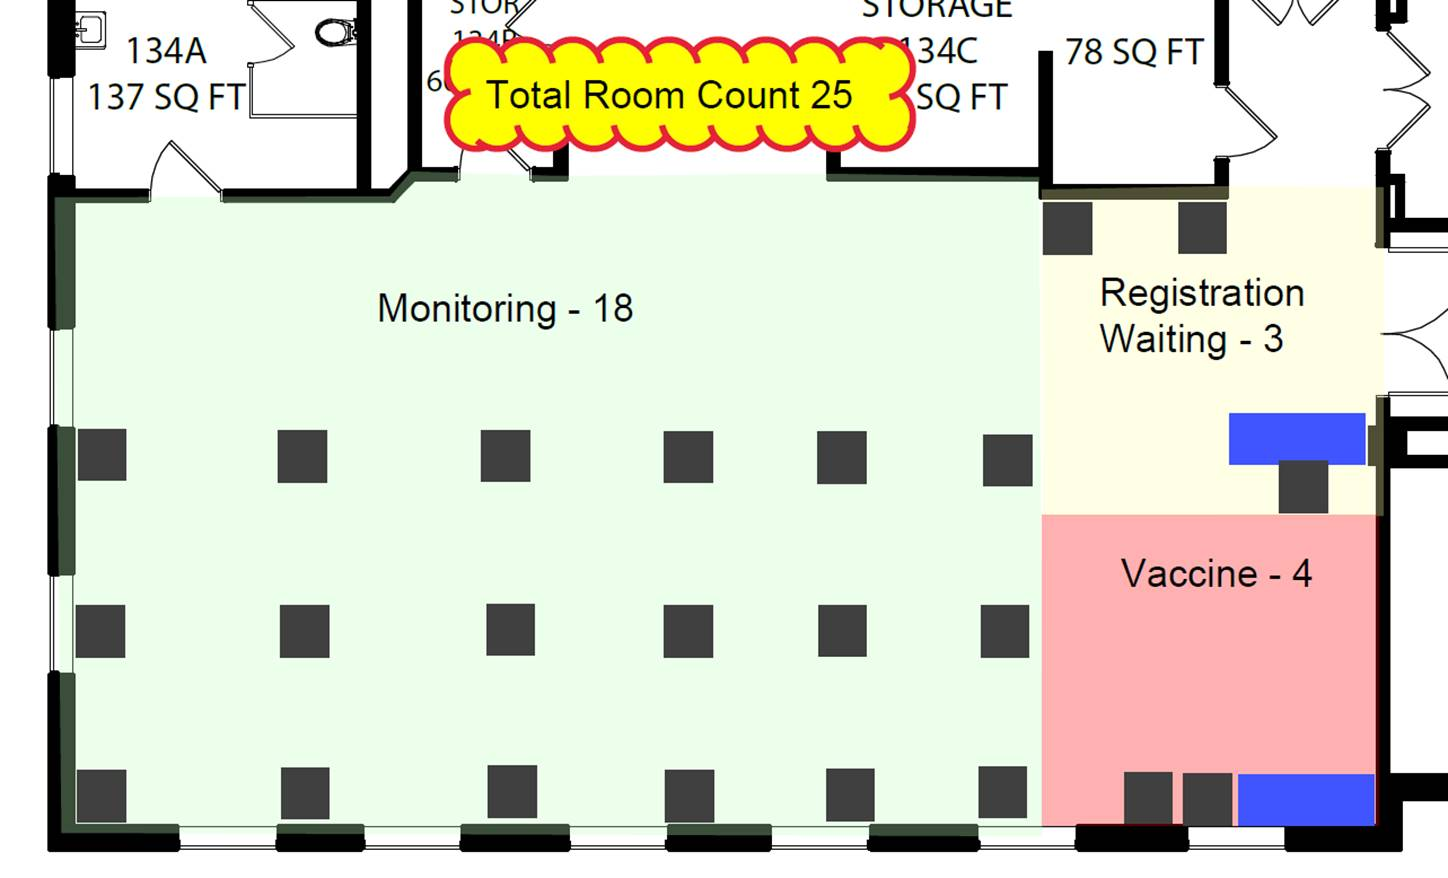 STOR
134A
137 SQ FT
STORAGE
134C
SQ FT
78 SQ FT
Total Room Count 25
Monitoring - 18
Registration
Waiting - 3
Vaccine - 4